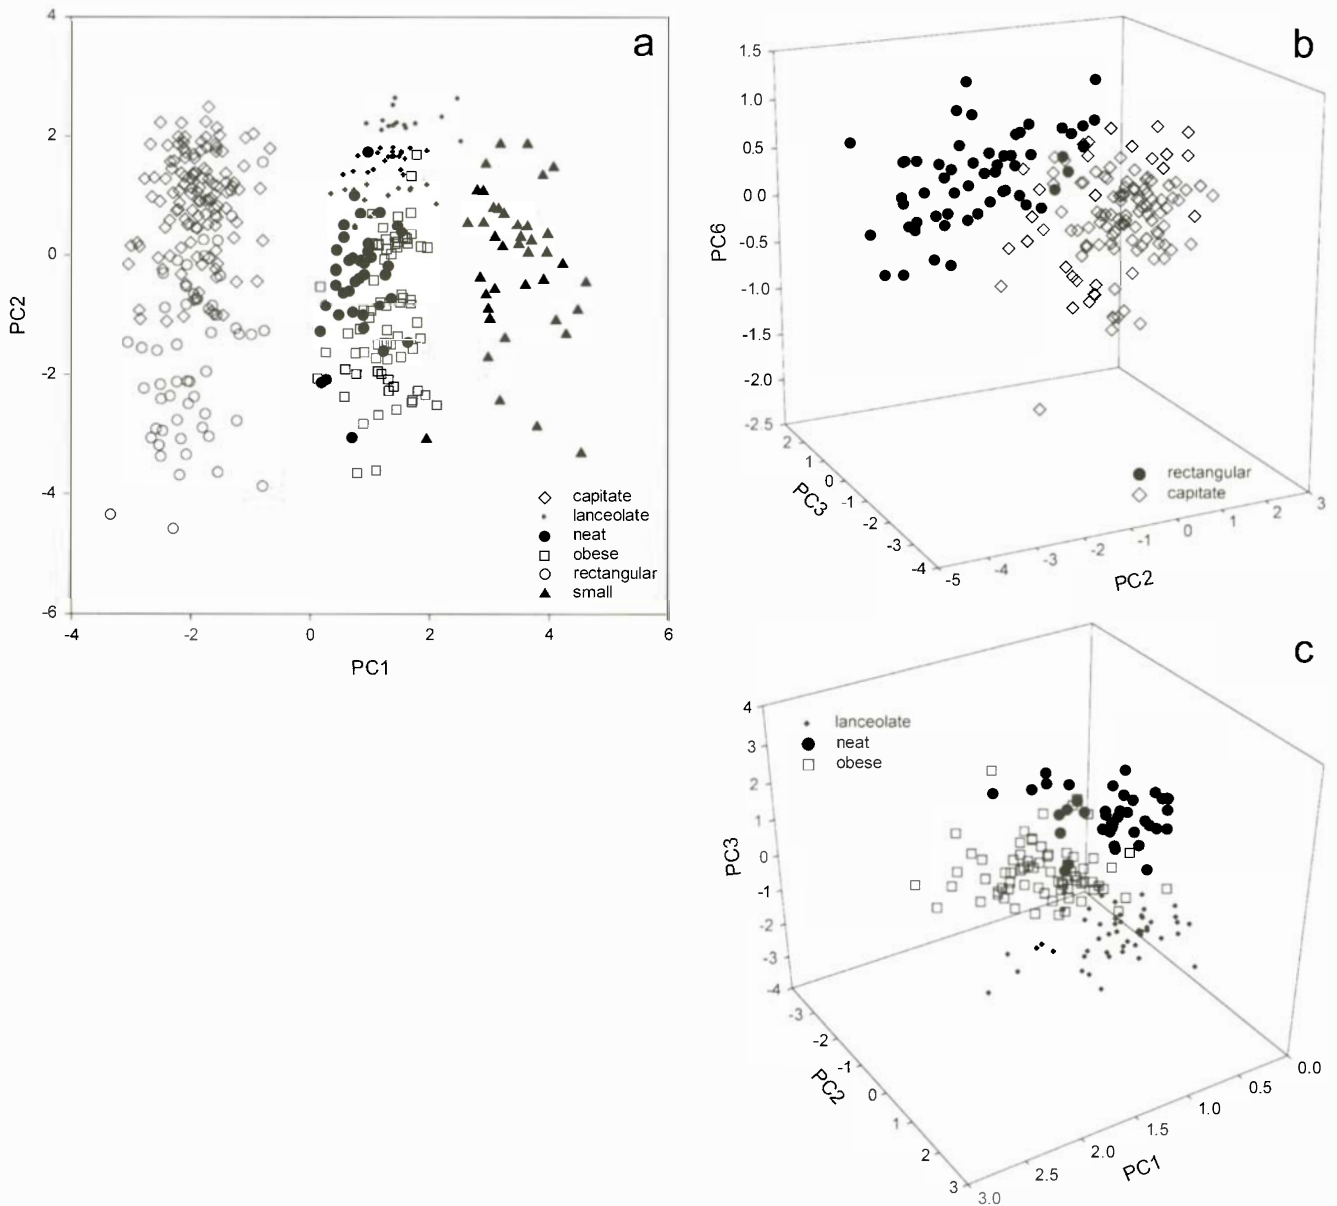 a
4
2
0
-2
-4
-6
PC2
-4
-2
0
2
4
6
PC1
capitate
lanceolate
neat
obese
rectangular
small
b
1.5
1.0
0.5
0.0
-0.5
-1.0
-1.5
-2.0
-2.5
PC6
2
1
0
-1
-2
-3
-4
PC3
-5
-4
-3
-2
-1
0
1
2
3
PC2
rectangular
capitate
c
4
3
2
1
0
-1
-2
-3
-4
PC3
lanceolate
neat
obese
-3
-2
-1
0
1
2
3
PC2
3.0
2.5
2.0
1.5
1.0
0.5
0.0
PC1